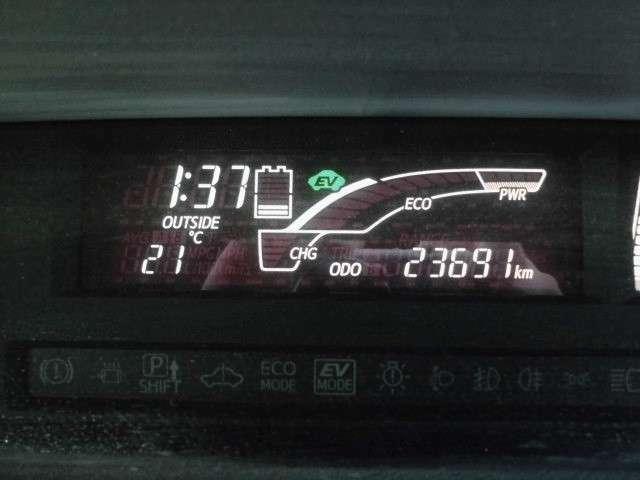 1:37
EV
PWR
ECO
OUTSIDE
°C
CHG
21
ODO 23691 km
P
SHIFT
ECO
MODE
EV
MODE